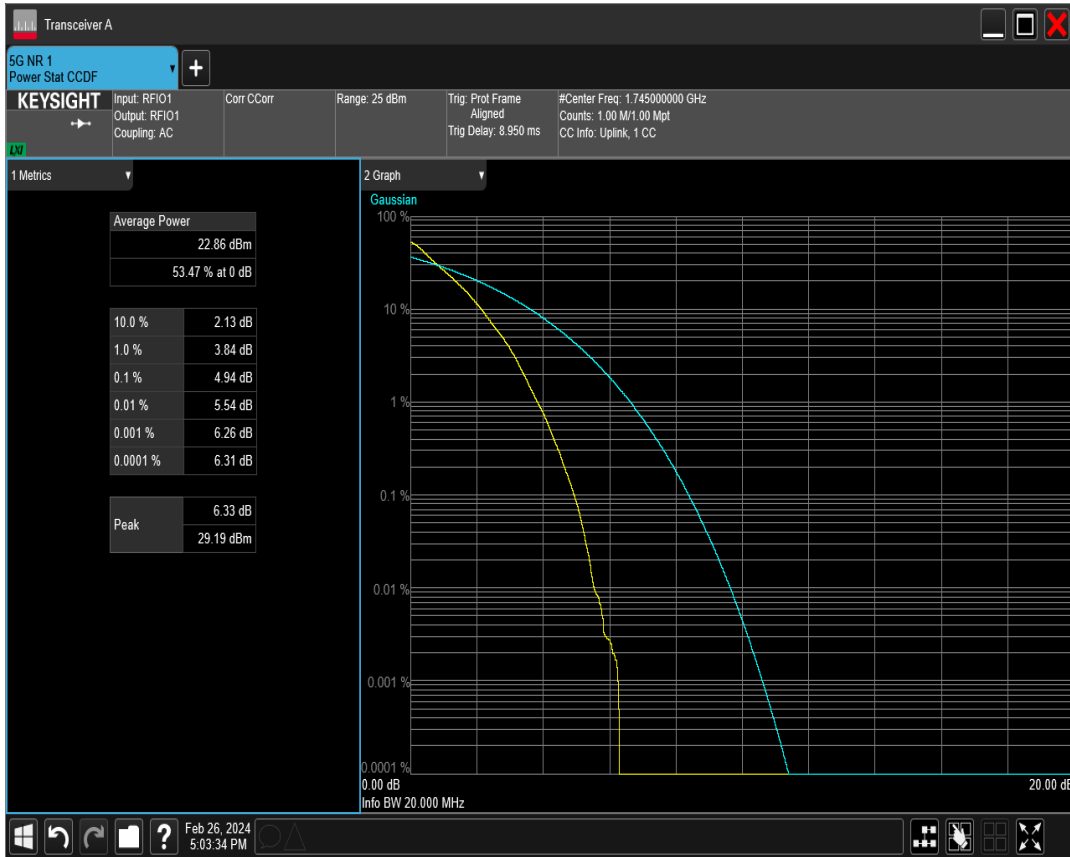 Transceiver A
5G NR 1
Power Stat CCDF
+
KEYSIGHT
LXI
Input: RFIO1
Output: RFIO1
Coupling: AC
Corr CCorr
Range: 25 dBm
Trig: Prot Frame
Aligned
Trig Delay: 8.950 ms
#Center Freq: 1.745000000 GHz
Counts: 1.00 M/1.00 Mpt
CC Info: Uplink, 1 CC
1 Metrics
Average Power
22.86 dBm
53.47 % at 0 dB
10.0 % 2.13 dB
1.0 % 3.84 dB
0.1 % 4.94 dB
0.01 % 5.54 dB
0.001 % 6.26 dB
0.0001 % 6.31 dB
Peak
6.33 dB
29.19 dBm
2 Graph
Gaussian
100 %
10 %
1 %
0.1 %
0.01 %
0.001 %
0.0001 %
0.00 dB 20.00 dB
Info BW 20.000 MHz
?
Feb 26, 2024
5:03:34 PM